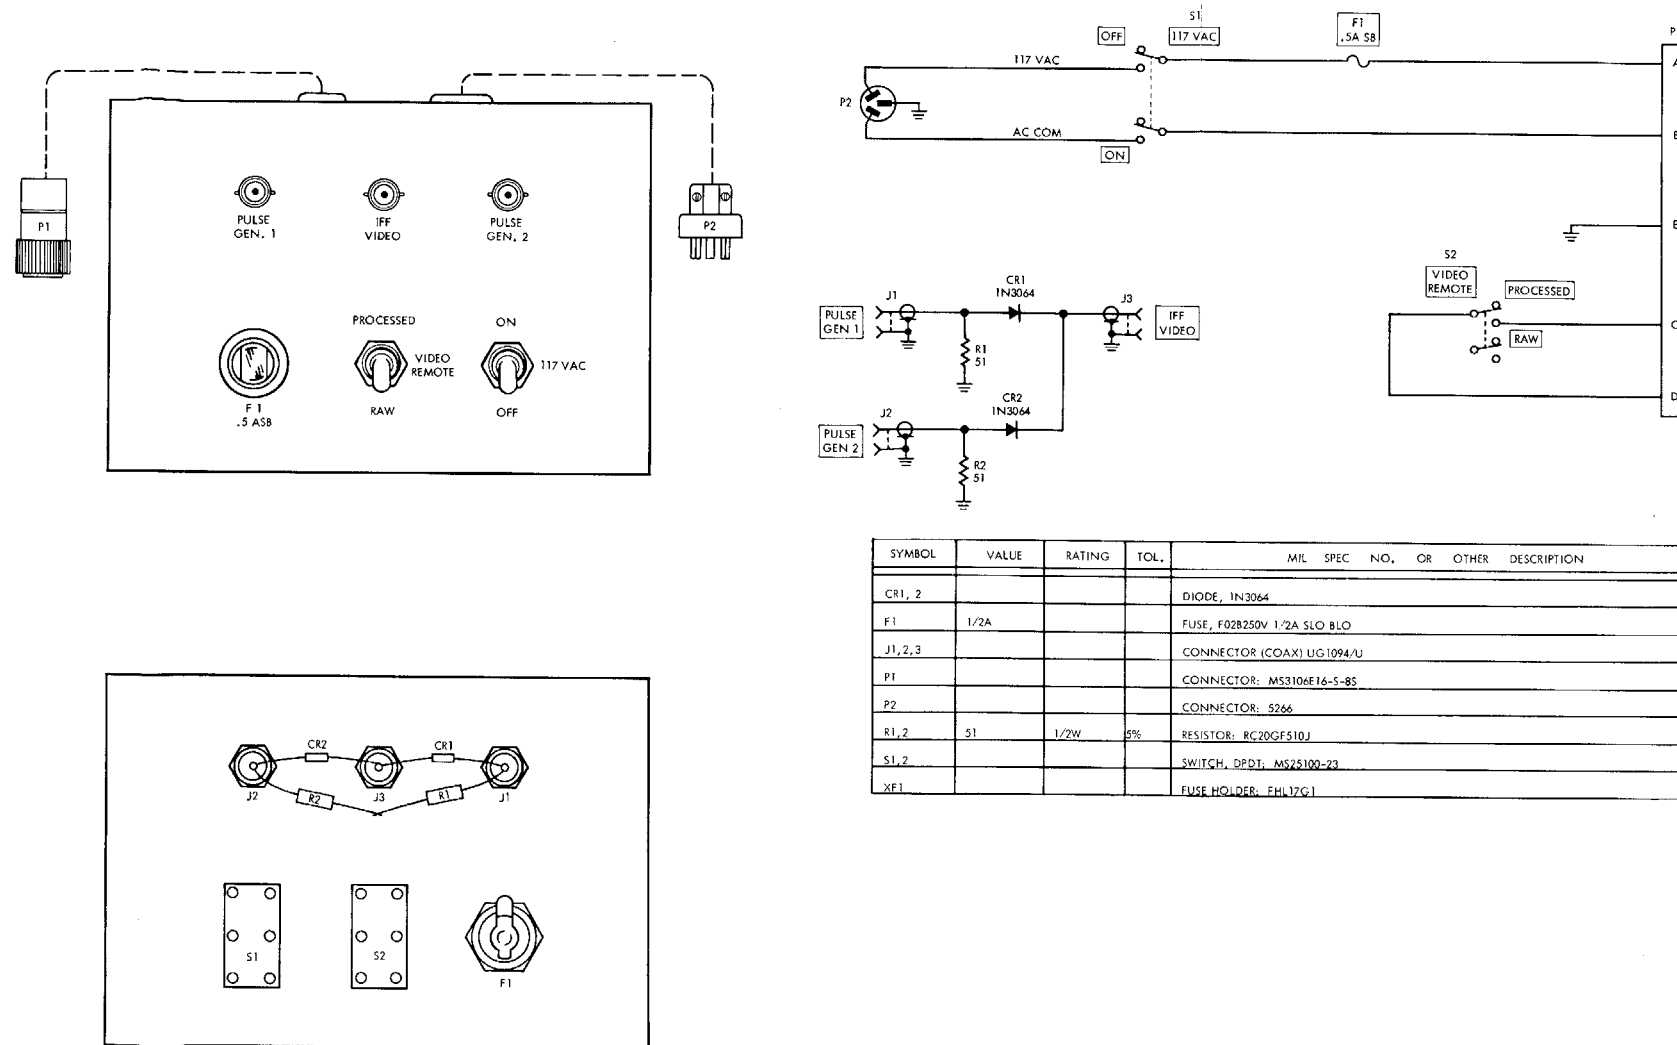 P1
PULSE
GEN. 1
IFF
VIDEO
PULSE
GEN. 2
P2
F 1
.5 ASB
PROCESSED
VIDEO
REMOTE
RAW
ON
117 VAC
OFF
S1
117 VAC
OFF
F1
.5A SB
P
117 VAC
P2
AC COM
ON
S2
VIDEO
REMOTE
PROCESSED
RAW
D
PULSE
GEN 1
J1
CR1
1N3064
J3
IFF
VIDEO
R1
51
PULSE
GEN 2
J2
CR2
1N3064
R2
51
SYMBOL VALUE RATING TOL. MIL SPEC NO. OR OTHER DESCRIPTION
CR1, 2 DIODE, 1N3064
F1 1/2A FUSE, F02B250V 1/2A SLO BLO
J1,2,3 CONNECTOR (COAX) UG1094/U
P1 CONNECTOR: MS3106E16-S-8S
P2 CONNECTOR: 5266
R1,2 51 1/2W 5% RESISTOR: RC20GF510J
S1,2 SWITCH, DPDT; MS25100-23
XF1 FUSE HOLDER: FHL17G1
CR2
CR1
J2
R2
J3
R1
J1
S1
S2
F1